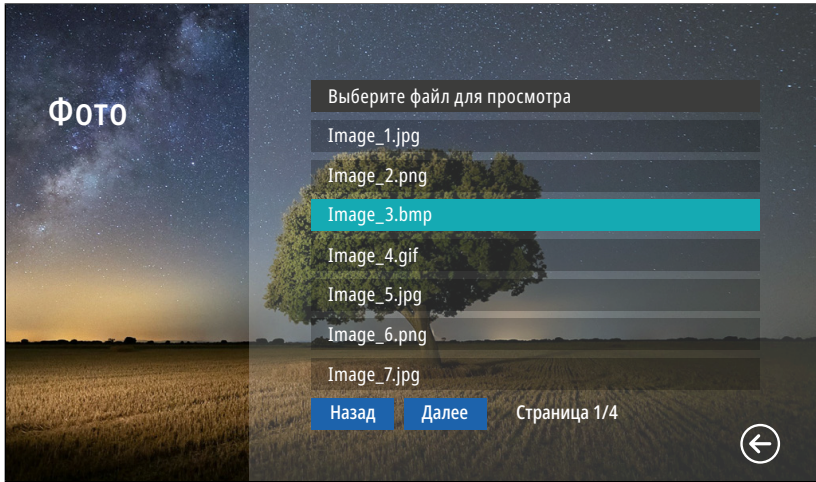 Фото
Выберите файл для просмотра
Image_1.jpg
Image_2.png
Image_3.bmp
Image_4.gif
Image_5.jpg
Image_6.png
Image_7.jpg
Назад Далее Страница 1/4